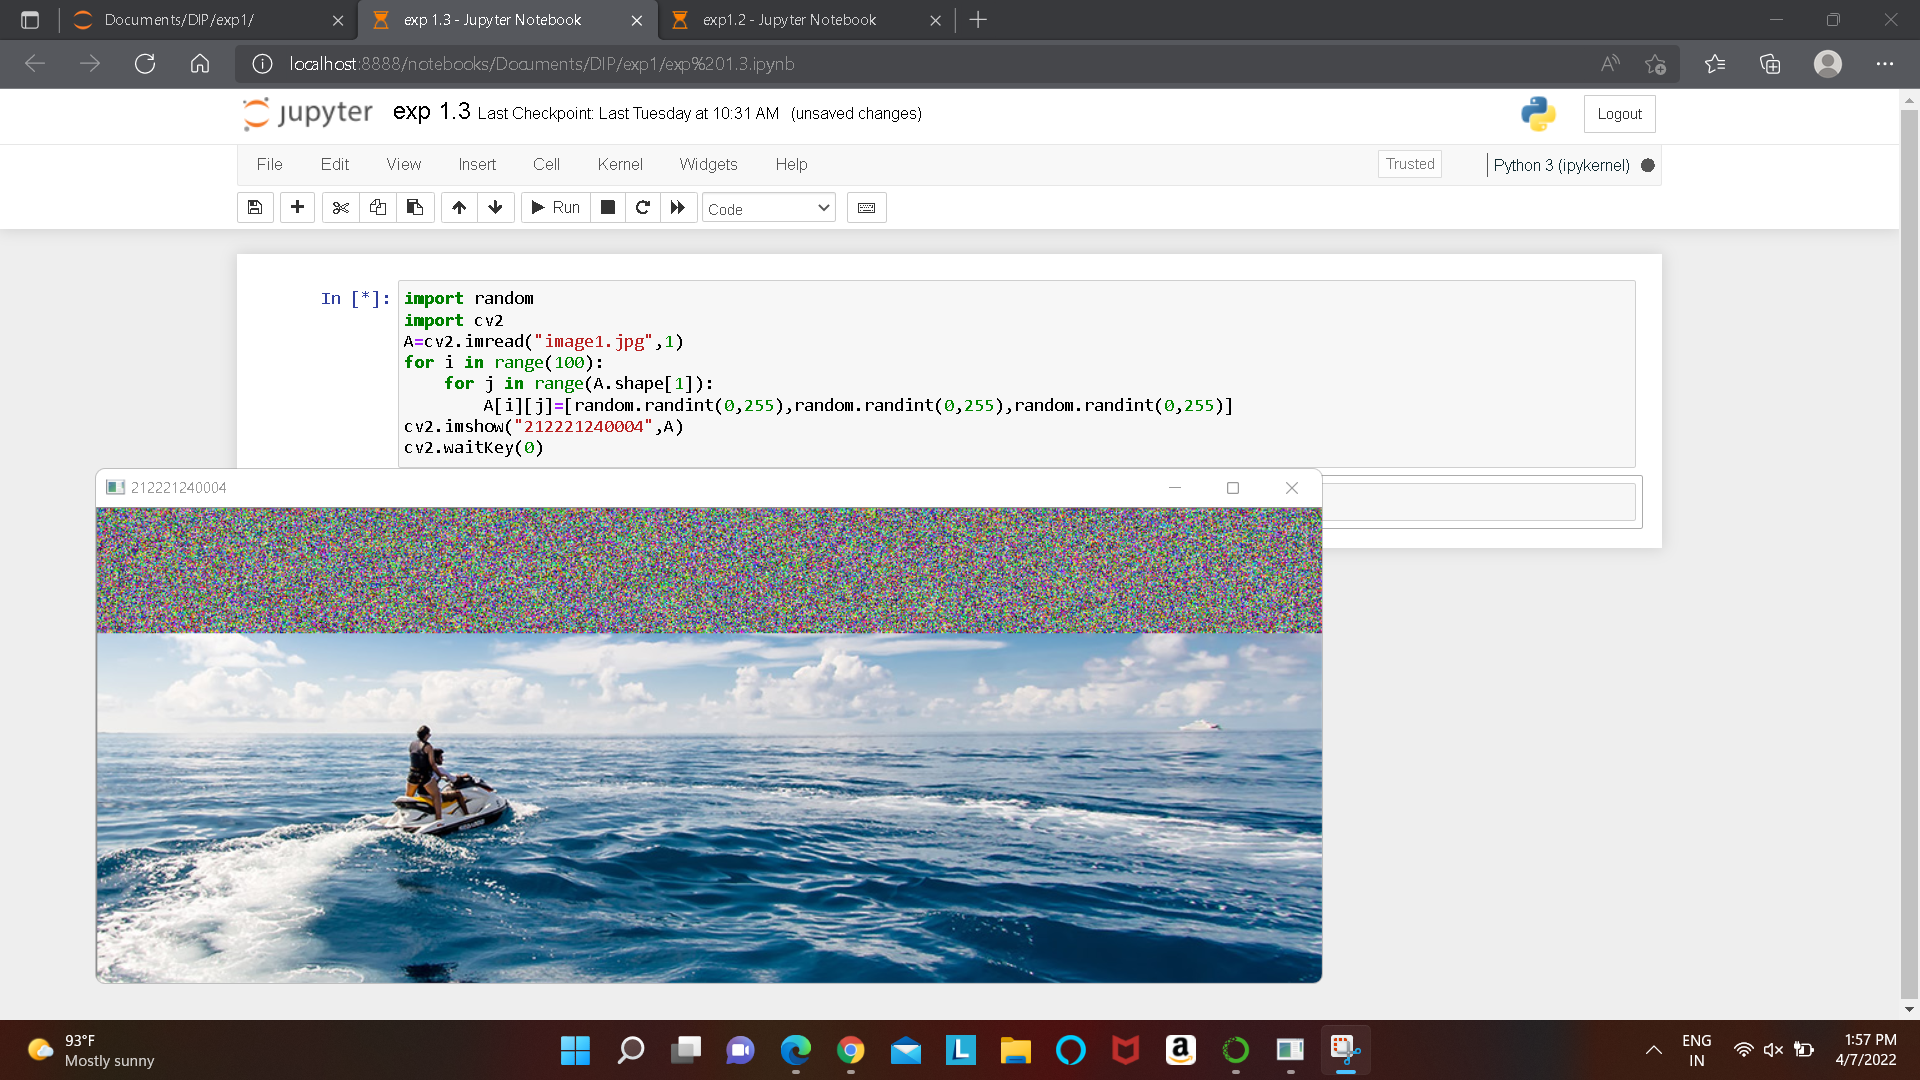 Documents/DIP/exp1/
exp 1.3 - Jupyter Notebook
exp1.2 - Jupyter Notebook
localhost:8888/notebooks/Documents/DIP/exp1/exp%201.3.ipynb
jupyter exp 1.3 Last Checkpoint: Last Tuesday at 10:31 AM (unsaved changes)
Logout
File Edit View Insert Cell Kernel Widgets Help
Trusted
Python 3 (ipykernel)
Run
Code
In [*]:
import random
import cv2
A=cv2.imread("image1.jpg",1)
for i in range(100):
    for j in range(A.shape[1]):
        A[i][j]=[random.randint(0,255),random.randint(0,255),random.randint(0,255)]
cv2.imshow("212221240004",A)
cv2.waitKey(0)
212221240004
93°F
Mostly sunny
ENG
IN
1:57 PM
4/7/2022